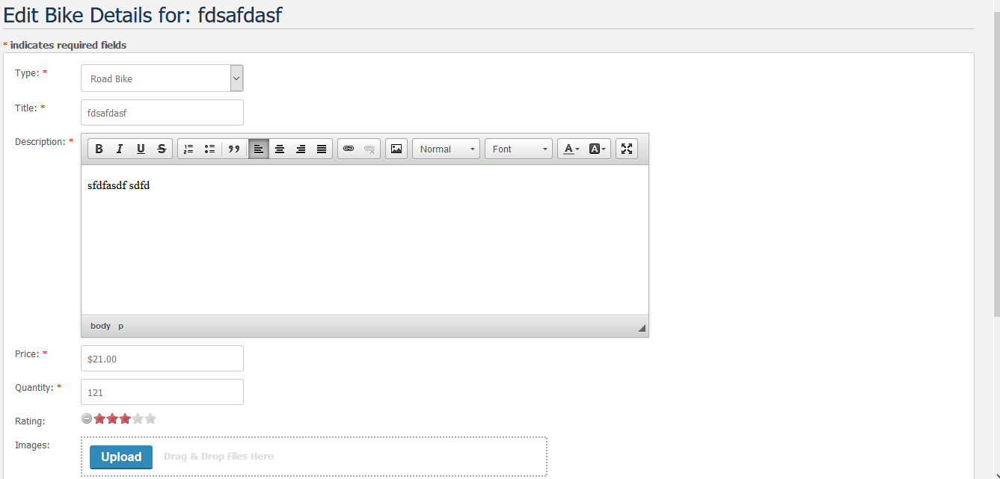 Edit Bike Details for: fdsafdasf
* indicates required fields
Type: * Road Bike
Title: * fdsafdasf
Description: * B I U S Normal Font A A
sfdfasdf sdfd
body p
Price: * $21.00
Quantity: * 121
Rating:
Images:
Upload Drag & Drop Files Here